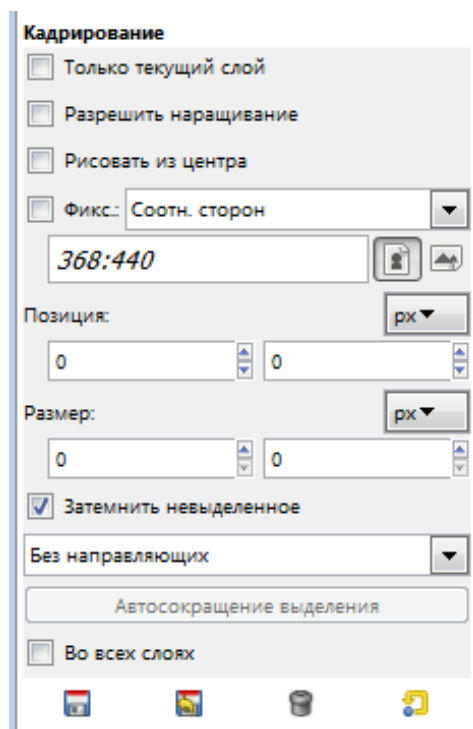 Кадрирование
Только текущий слой
Разрешить наращивание
Рисовать из центра
Фикс.: Соотн. сторон
368:440
Позиция: px
0 0
Размер: px
0 0
Затемнить невыделенное
Без направляющих
Автосокращение выделения
Во всех слоях